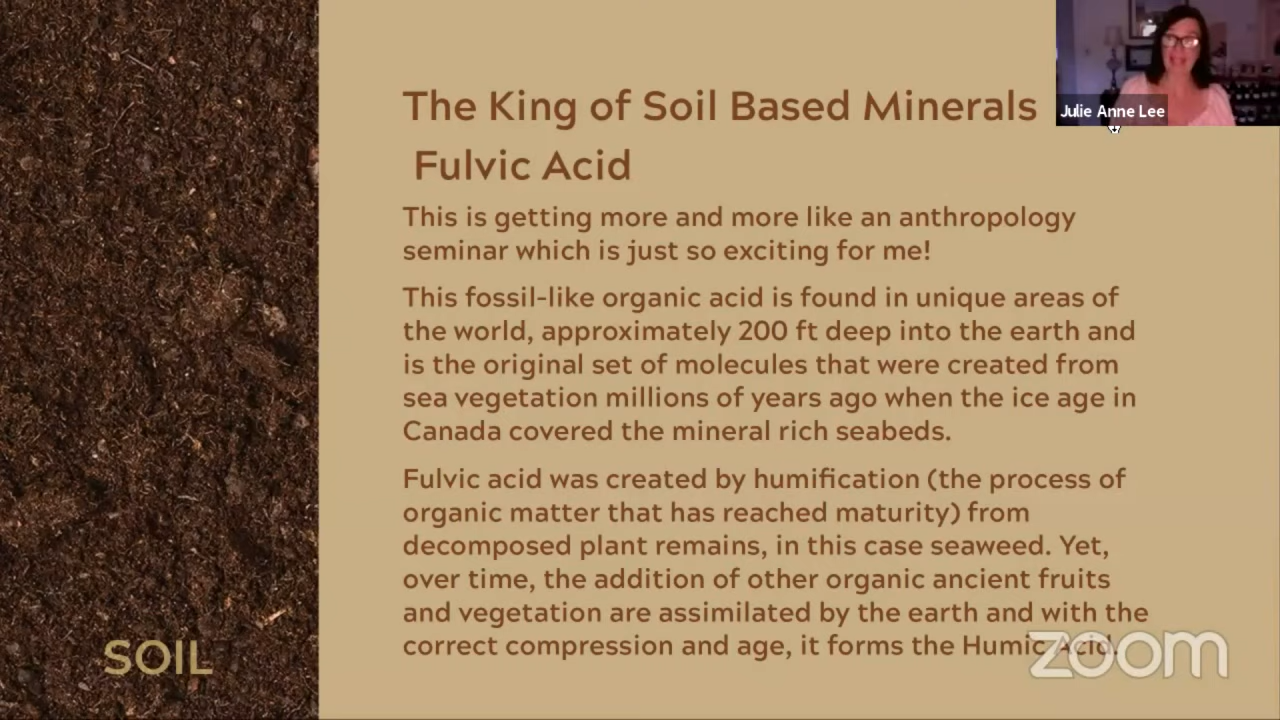 Julie Anne Lee
The King of Soil Based Minerals
Fulvic Acid
This is getting more and more like an anthropology
seminar which is just so exciting for me!
This fossil-like organic acid is found in unique areas of
the world, approximately 200 ft deep into the earth and
is the original set of molecules that were created from
sea vegetation millions of years ago when the ice age in
Canada covered the mineral rich seabeds.
Fulvic acid was created by humification (the process of
organic matter that has reached maturity) from
decomposed plant remains, in this case seaweed. Yet,
over time, the addition of other organic ancient fruits
and vegetation are assimilated by the earth and with the
correct compression and age, it forms the Humic Acid.
SOIL
zoom